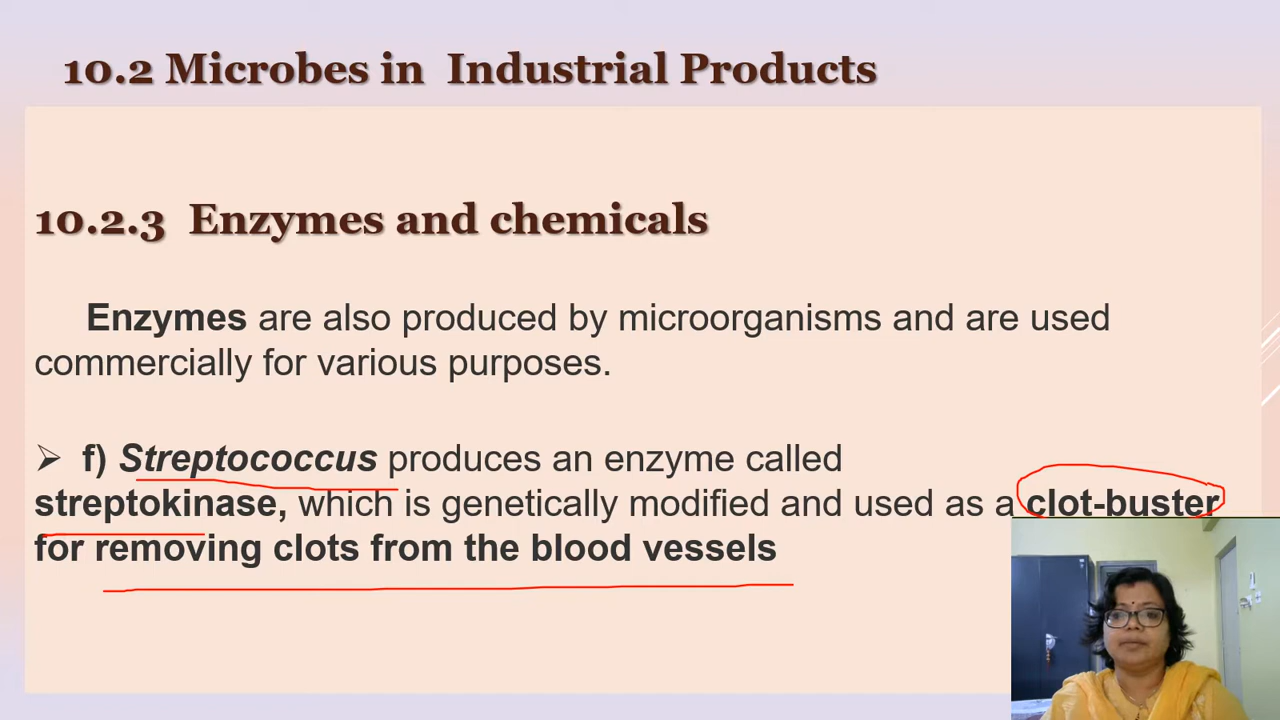 10.2 Microbes in Industrial Products
10.2.3 Enzymes and chemicals
Enzymes are also produced by microorganisms and are used
commercially for various purposes.
➢ f) Streptococcus produces an enzyme called
streptokinase, which is genetically modified and used as a clot-buster
for removing clots from the blood vessels